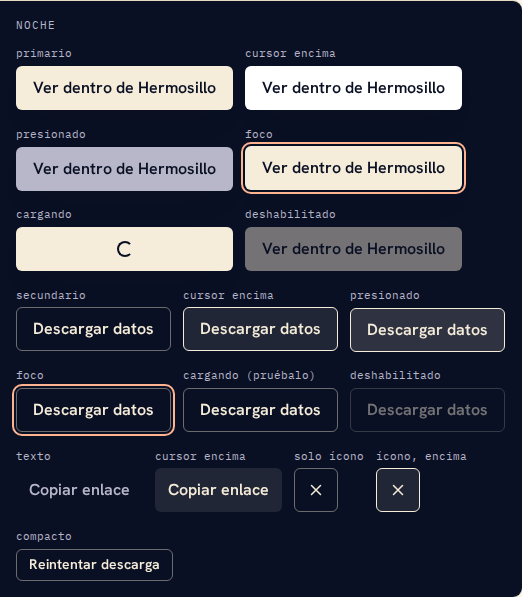 NOCHE
primario cursor encima
Ver dentro de Hermosillo Ver dentro de Hermosillo
presionado foco
Ver dentro de Hermosillo Ver dentro de Hermosillo
cargando deshabilitado
Ver dentro de Hermosillo
secundario cursor encima presionado
Descargar datos Descargar datos Descargar datos
foco cargando (pruébalo) deshabilitado
Descargar datos Descargar datos Descargar datos
texto cursor encima solo ícono ícono, encima
Copiar enlace Copiar enlace
compacto
Reintentar descarga